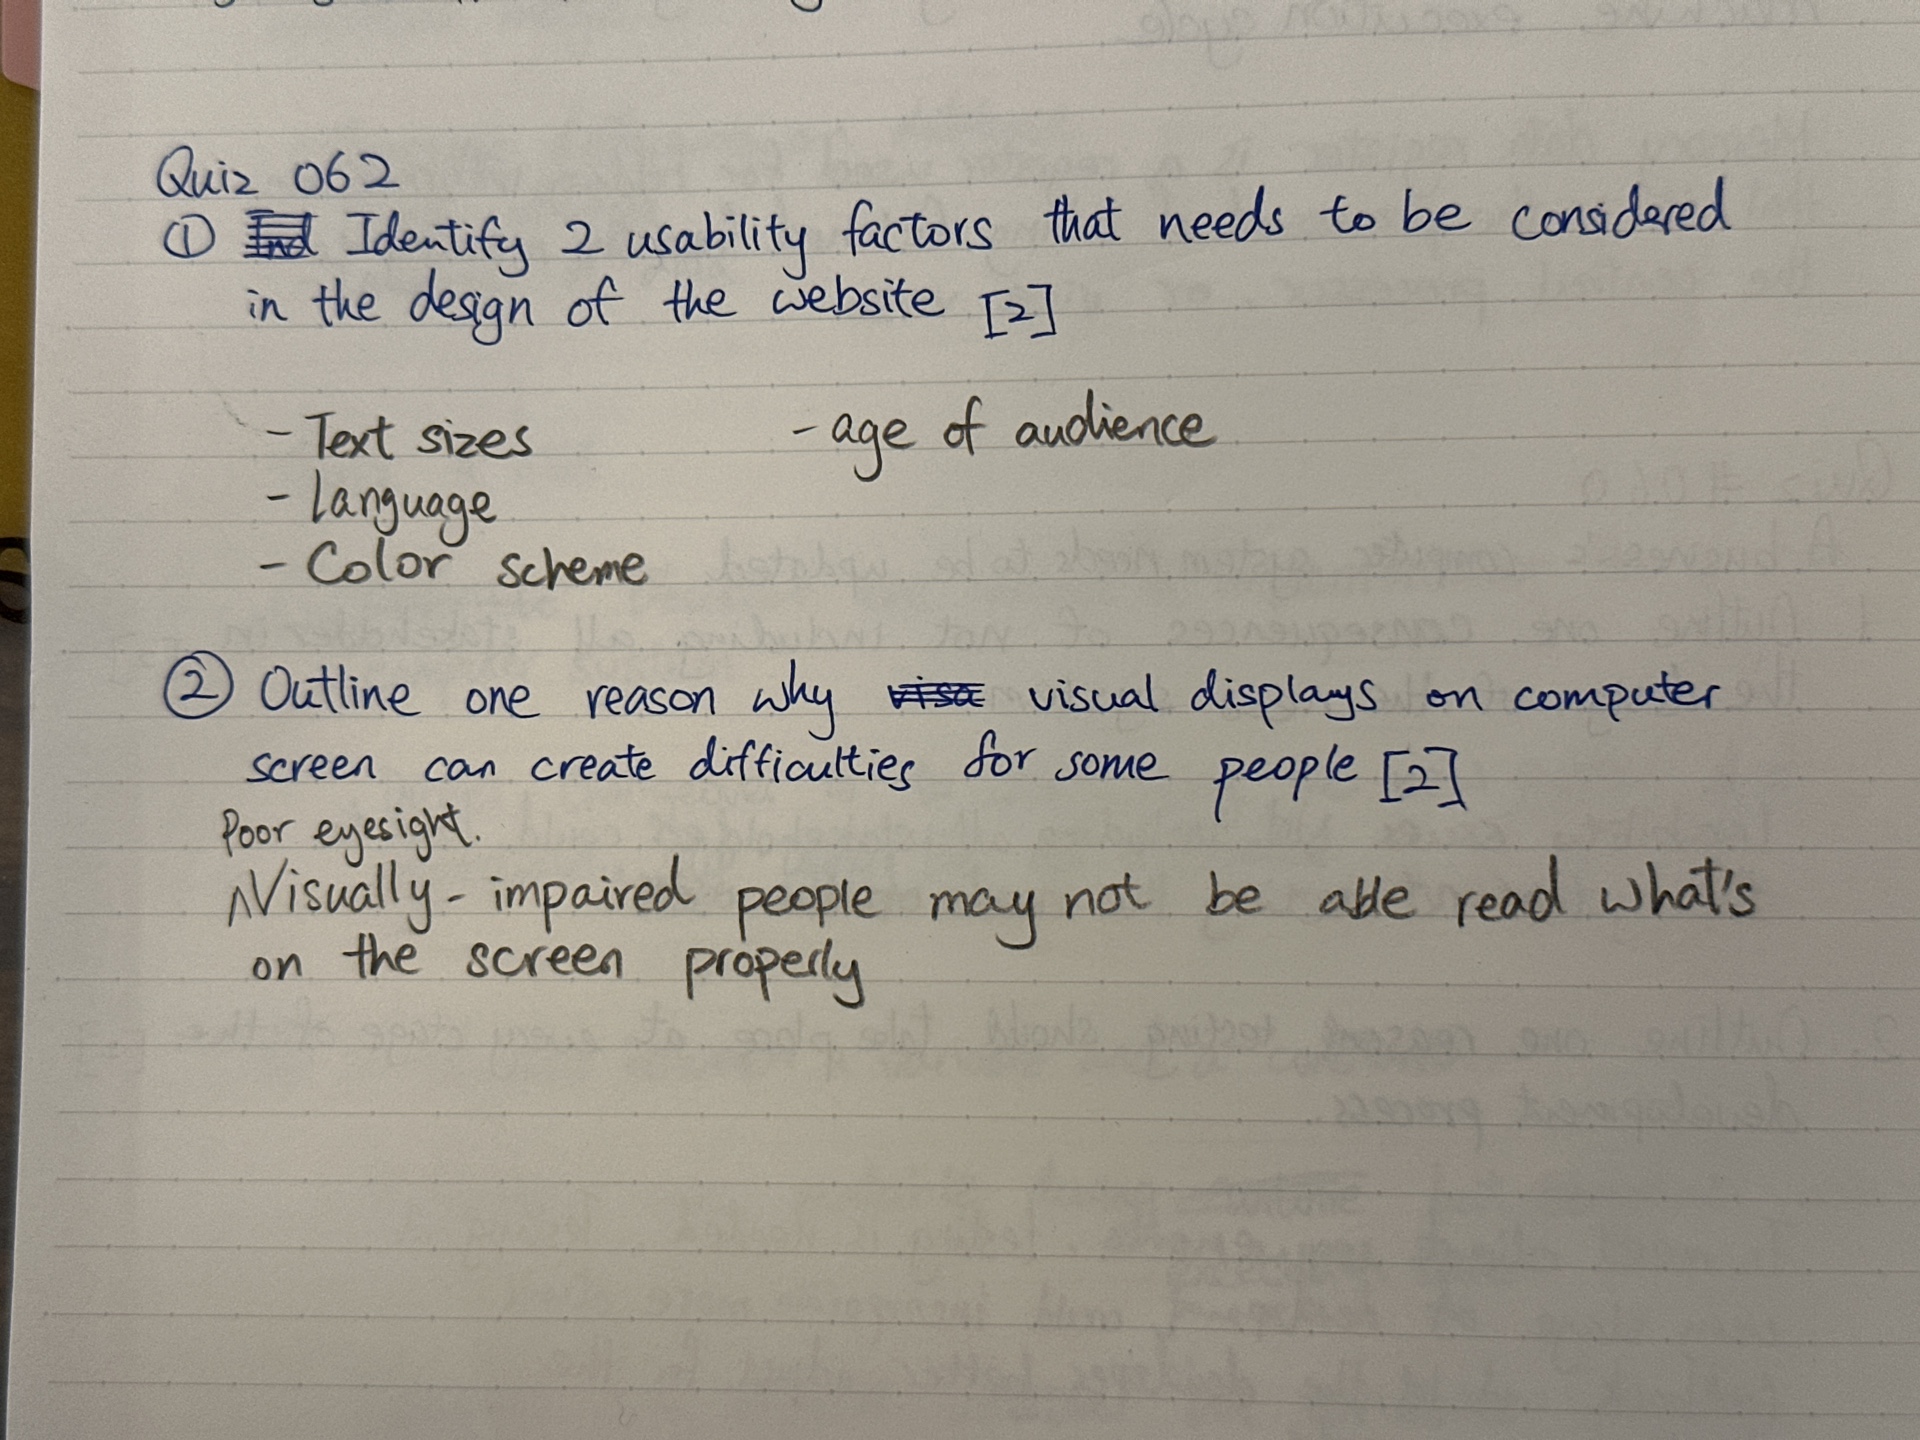 Quiz 062
① Identify 2 usability factors that needs to be considered
in the design of the website [2]
- Text sizes - age of audience
- Language
- Color scheme
② Outline one reason why visual displays on computer
screen can create difficulties for some people [2]
Poor eyesight.
^Visually-impaired people may not be able read what's
on the screen properly